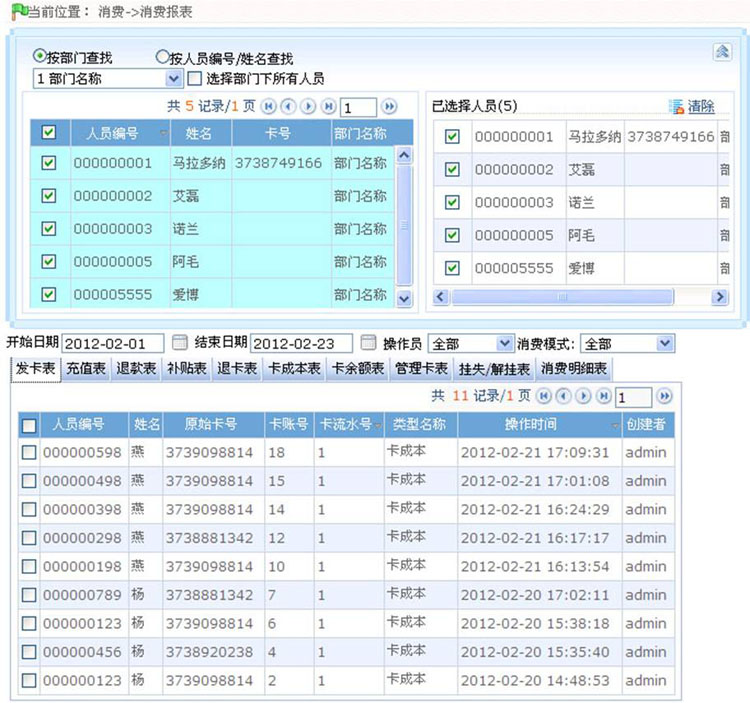 当前位置： 消费->消费报表
按部门查找 按人员编号/姓名查找
1 部门名称 选择部门下所有人员
共 5 记录/1 页 1
人员编号 姓名 卡号 部门名称
000000001 马拉多纳 3738749166 部门名称
000000002 艾磊 部门名称
000000003 诺兰 部门名称
000000005 阿毛 部门名称
000005555 爱博 部门名称
已选择人员(5) 清除
000000001 马拉多纳 3738749166 部
000000002 艾磊 部
000000003 诺兰 部
000000005 阿毛 部
000005555 爱博 部
开始日期 2012-02-01 结束日期 2012-02-23 操作员 全部 消费模式: 全部
发卡表 充值表 退款表 补贴表 退卡表 卡成本表 卡余额表 管理卡表 挂失/解挂表 消费明细表
共 11 记录/1 页 1
人员编号 姓名 原始卡号 卡账号 卡流水号 类型名称 操作时间 创建者
000000598 燕 3739098814 18 1 卡成本 2012-02-21 17:09:31 admin
000000498 燕 3739098814 15 1 卡成本 2012-02-21 17:01:08 admin
000000398 燕 3739098814 14 1 卡成本 2012-02-21 16:24:29 admin
000000298 燕 3738881342 12 1 卡成本 2012-02-21 16:17:17 admin
000000198 燕 3739098814 10 1 卡成本 2012-02-21 16:13:54 admin
000000789 杨 3738881342 7 1 卡成本 2012-02-20 17:02:11 admin
000000123 杨 3739098814 6 1 卡成本 2012-02-20 15:38:18 admin
000000456 杨 3738920238 4 1 卡成本 2012-02-20 15:35:40 admin
000000123 杨 3739098814 2 1 卡成本 2012-02-20 14:48:53 admin